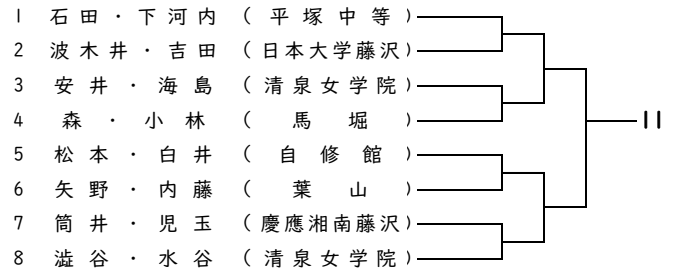 1 石田・下河内 (平塚中等)
2 波木井・吉田 (日本大学藤沢)
3 安井・海島 (清泉女学院)
4 森・小林 (馬堀)
11
5 松本・白井 (自修館)
6 矢野・内藤 (葉山)
7 筒井・児玉 (慶應湘南藤沢)
8 澁谷・水谷 (清泉女学院)